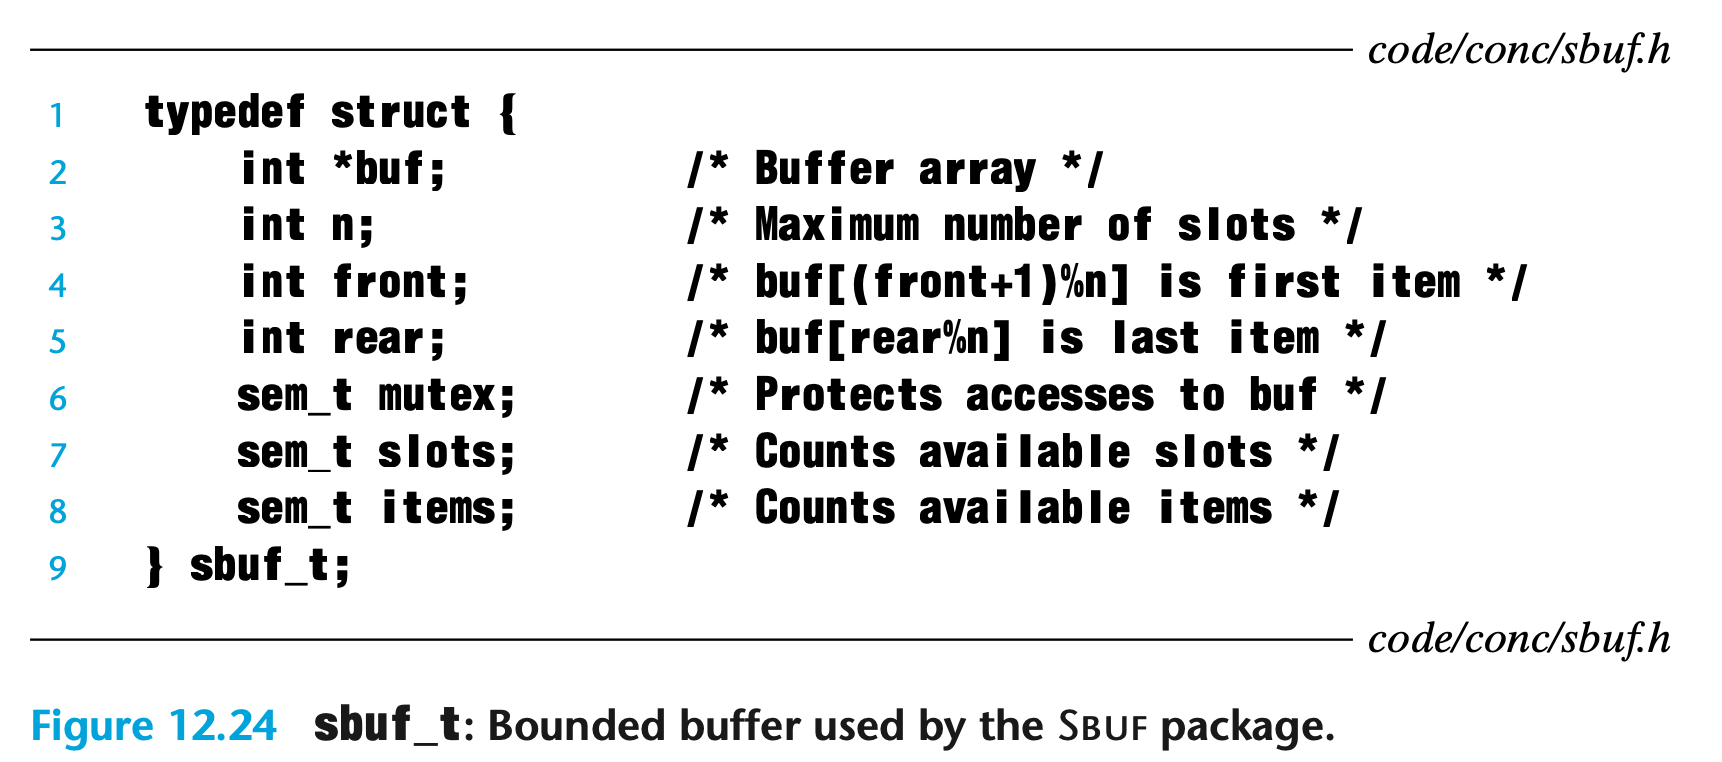 code/conc/sbuf.h
1 typedef struct {
2 int *buf; /* Buffer array */
3 int n; /* Maximum number of slots */
4 int front; /* buf[(front+1)%n] is first item */
5 int rear; /* buf[rear%n] is last item */
6 sem_t mutex; /* Protects accesses to buf */
7 sem_t slots; /* Counts available slots */
8 sem_t items; /* Counts available items */
9 } sbuf_t;
code/conc/sbuf.h
Figure 12.24 sbuf_t: Bounded buffer used by the SBUF package.